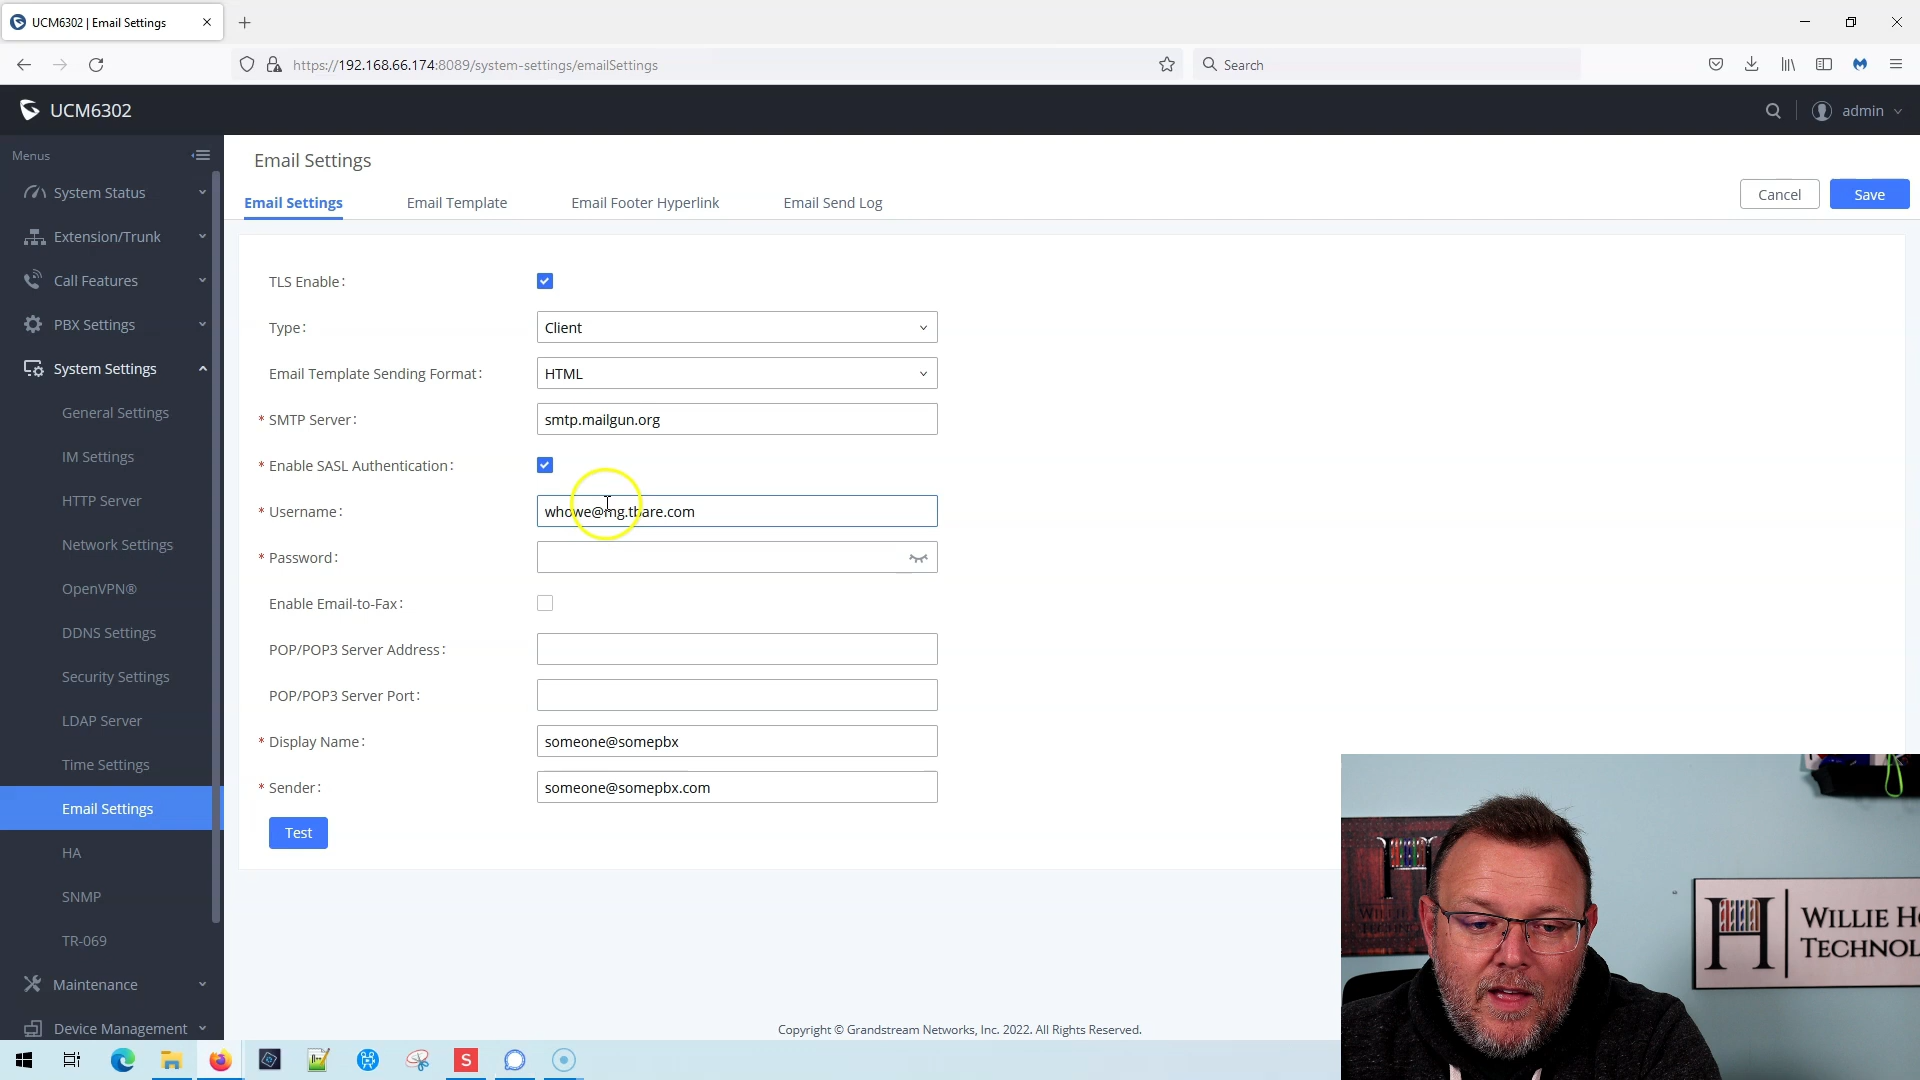 UCM6302 | Email Settings
https://192.168.66.174:8089/system-settings/emailSettings
Search
UCM6302
admin
Menus
System Status
Extension/Trunk
Call Features
PBX Settings
System Settings
General Settings
IM Settings
HTTP Server
Network Settings
OpenVPN®
DDNS Settings
Security Settings
LDAP Server
Time Settings
Email Settings
HA
SNMP
TR-069
Maintenance
Device Management
Email Settings
Email Settings
Email Template
Email Footer Hyperlink
Email Send Log
Cancel
Save
TLS Enable:
Type: Client
Email Template Sending Format: HTML
* SMTP Server: smtp.mailgun.org
* Enable SASL Authentication:
* Username: whowe@mg.tbare.com
* Password:
Enable Email-to-Fax:
POP/POP3 Server Address:
POP/POP3 Server Port:
* Display Name: someone@somepbx
* Sender: someone@somepbx.com
Test
Copyright © Grandstream Networks, Inc. 2022. All Rights Reserved.
WILLIE HO
TECHNOL
S